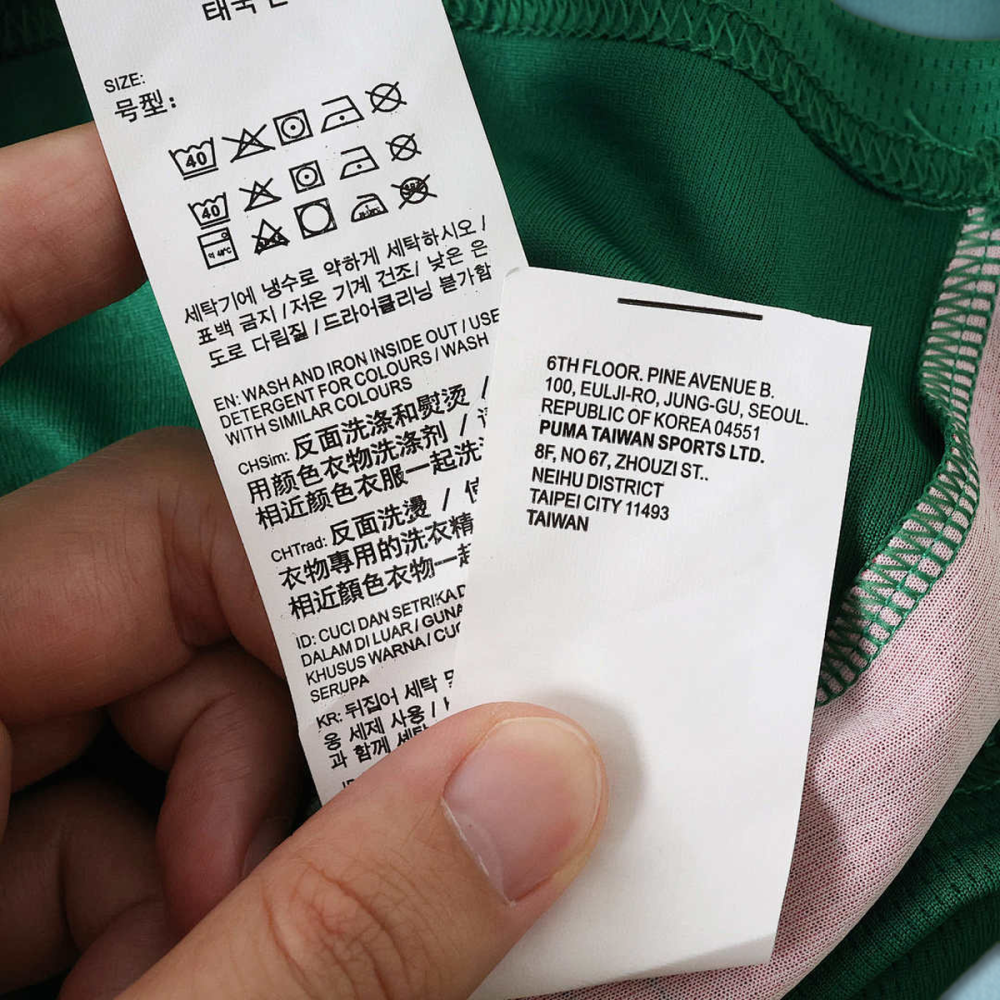 태국
SIZE:
号型:
40
40
세탁기에 냉수로 약하게 세탁하시오 /
표백 금지 / 저온 기계 건조/ 낮은 온
도로 다림질 / 드라이클리닝 불가함
EN: WASH AND IRON INSIDE OUT / USE
DETERGENT FOR COLOURS / WASH
WITH SIMILAR COLOURS
CHSim: 反面洗涤和熨烫 /
用颜色衣物洗涤剂 /
相近颜色衣服一起洗
CHTrad: 反面洗燙 /
衣物專用的洗衣精
相近顏色衣物一起
ID: CUCI DAN SETRIKA
DALAM DI LUAR / GUNA
KHUSUS WARNA / CUC
SERUPA
KR: 뒤집어 세탁 및
용 세제 사용 /
과 함께 세탁
6TH FLOOR. PINE AVENUE B.
100, EULJI-RO, JUNG-GU, SEOUL.
REPUBLIC OF KOREA 04551
PUMA TAIWAN SPORTS LTD.
8F, NO 67, ZHOUZI ST..
NEIHU DISTRICT
TAIPEI CITY 11493
TAIWAN